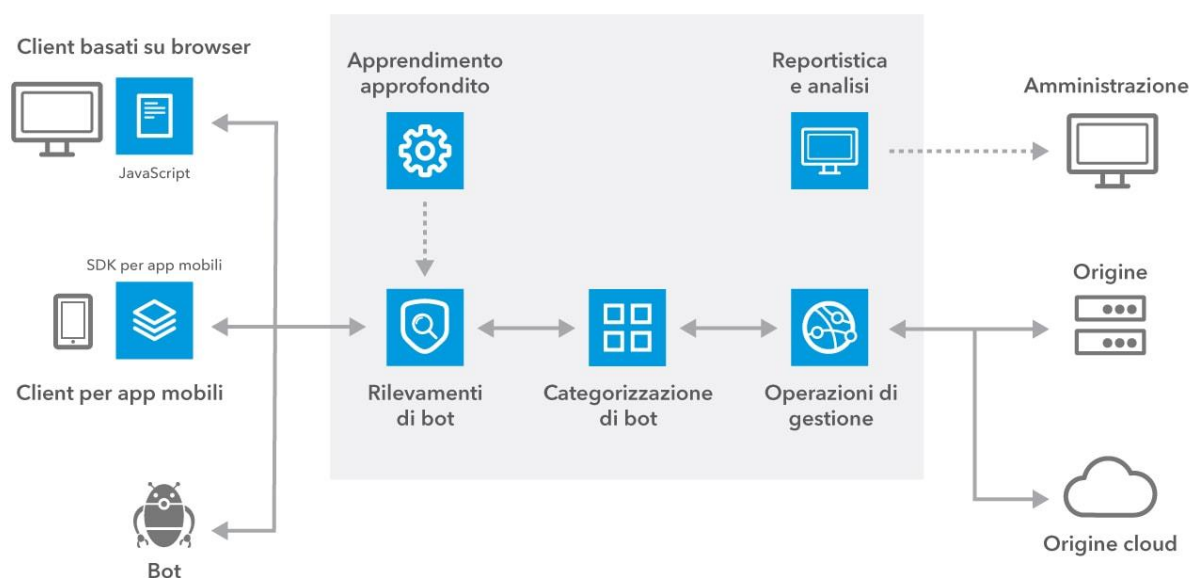 Client basati su browser
JavaScript
SDK per app mobili
Client per app mobili
Bot
Apprendimento
approfondito
Reportistica
e analisi
Rilevamenti
di bot
Categorizzazione
di bot
Operazioni di
gestione
Amministrazione
Origine
Origine cloud